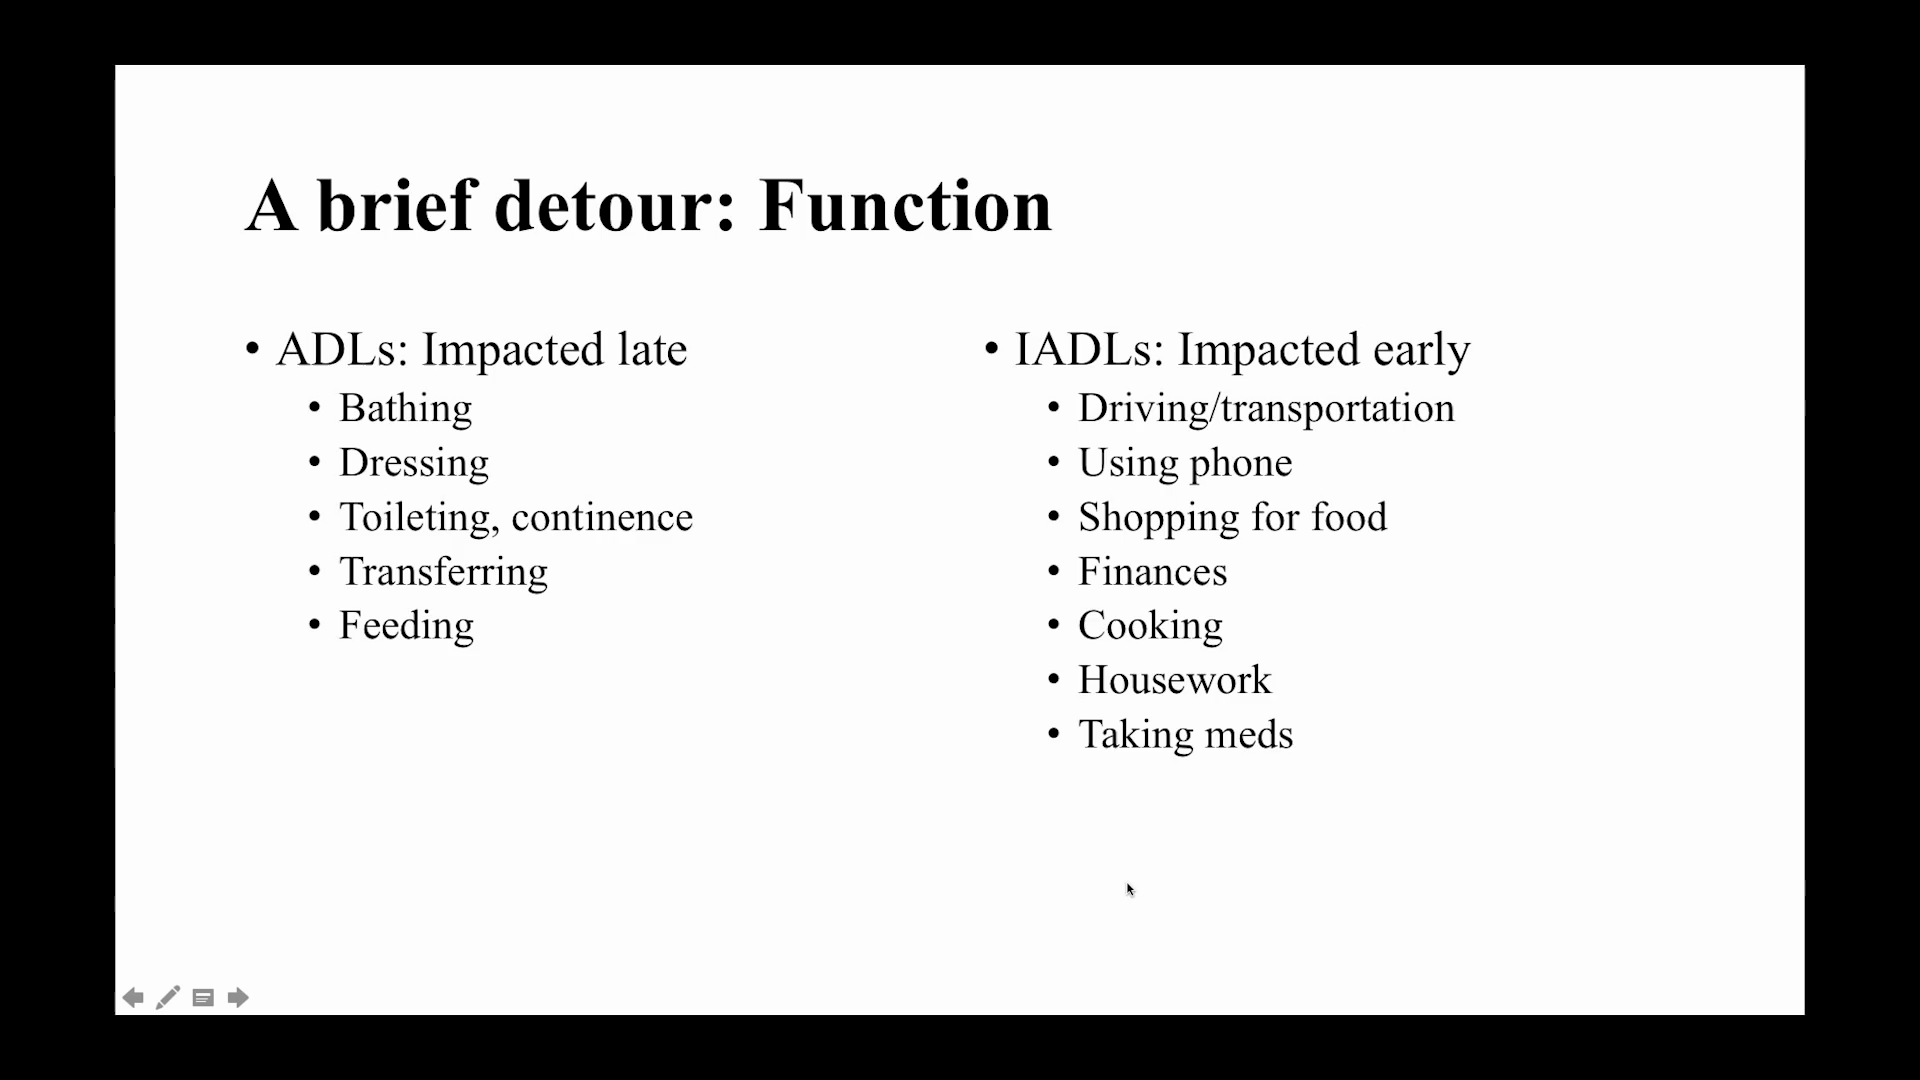 A brief detour: Function
• ADLs: Impacted late
• Bathing
• Dressing
• Toileting, continence
• Transferring
• Feeding
• IADLs: Impacted early
• Driving/transportation
• Using phone
• Shopping for food
• Finances
• Cooking
• Housework
• Taking meds